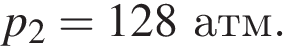 p₂ = 128 атм.